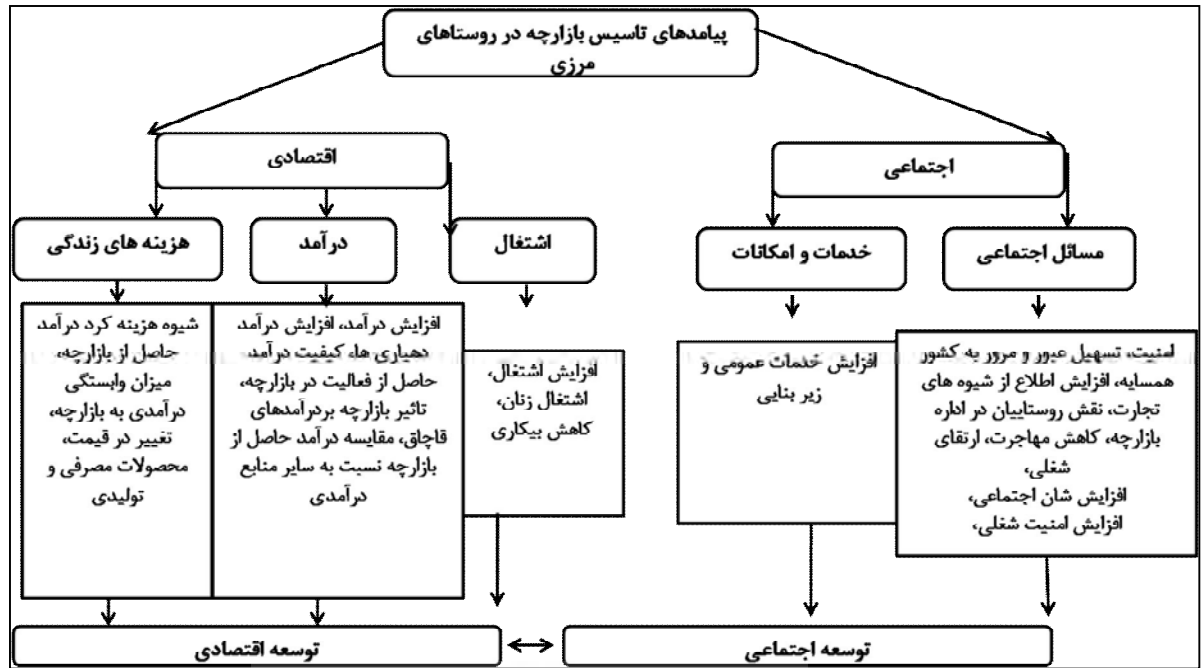 پیامدهای تاسیس بازارچه در روستاهای
مرزی
اجتماعی
اقتصادی
مسائل اجتماعی
خدمات و امکانات
اشتغال
درآمد
هزینه های زندگی
امنیت، تسهیل عبور و مرور به کشور
همسایه، افزایش اطلاع از شیوه های
تجارت، نقش روستاییان در اداره
بازارچه، کاهش مهاجرت، ارتقای
شغلی،
افزایش شان اجتماعی،
افزایش امنیت شغلی،
افزایش خدمات عمومی و
زیر بنایی
افزایش اشتغال،
اشتغال زنان،
کاهش بیکاری
افزایش درآمد، افزایش درآمد
دهیاری ها، کیفیت درآمد
حاصل از فعالیت در بازارچه،
تاثیر بازارچه بردرآمدهای
قاچاق، مقایسه درآمد حاصل از
بازارچه نسبت به سایر منابع
درآمدی
شیوه هزینه کرد درآمد
حاصل از بازارچه،
میزان وابستگی
درآمدی به بازارچه،
تغییر در قیمت،
محصولات مصرفی و
تولیدی
توسعه اجتماعی
توسعه اقتصادی